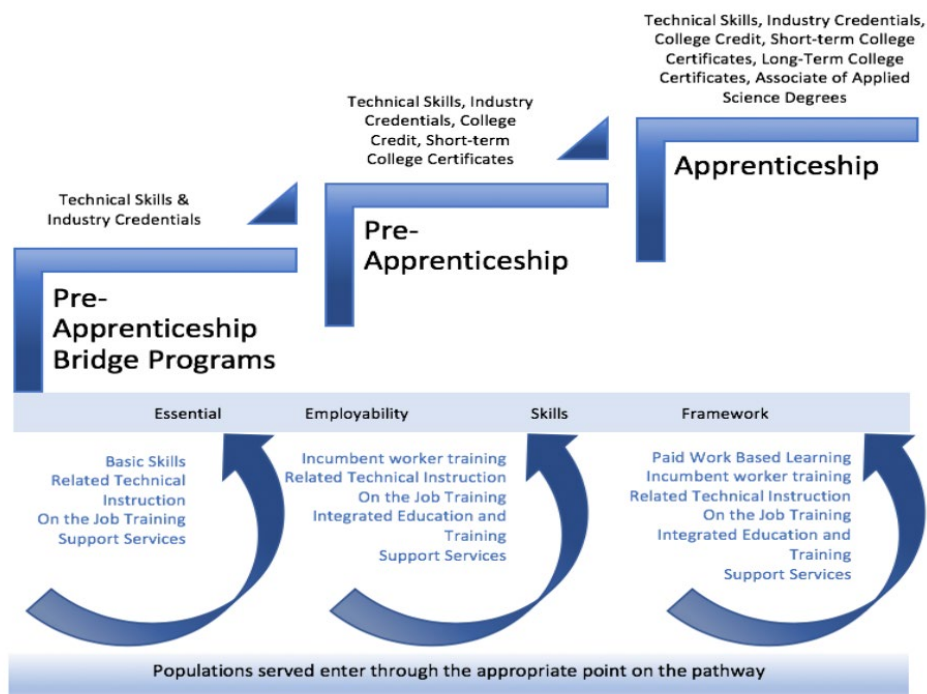 Technical Skills, Industry Credentials,
College Credit, Short-term College
Certificates, Long-Term College
Certificates, Associate of Applied
Science Degrees
Technical Skills, Industry
Credentials, College
Credit, Short-term
College Certificates
Technical Skills &
Industry Credentials
Apprenticeship
Pre-
Apprenticeship
Pre-
Apprenticeship
Bridge Programs
Essential Employability Skills Framework
Basic Skills
Related Technical
Instruction
On the Job Training
Support Services
Incumbent worker training
Related Technical Instruction
On the Job Training
Integrated Education and
Training
Support Services
Paid Work Based Learning
Incumbent worker training
Related Technical Instruction
On the Job Training
Integrated Education and
Training
Support Services
Populations served enter through the appropriate point on the pathway